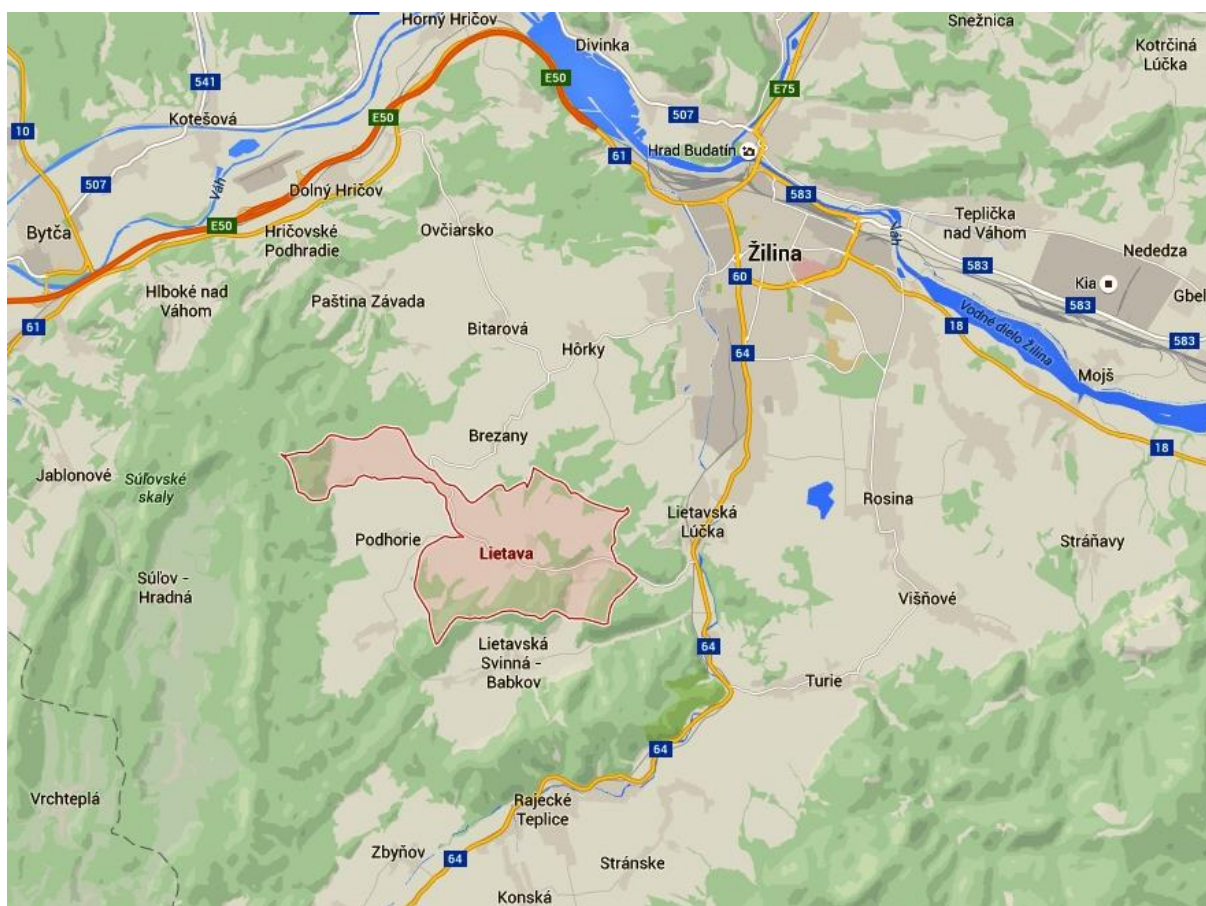 Horný Hričov
Snežnica
Divinka
Kotrčiná
Lúčka
541
E50
E75
10
Kotešová
E50
507
61
Hrad Budatín
507
Váh
Dolný Hričov
583
Teplička
nad Váhom
Bytča
E50
Hričovské
Podhradie
Ovčiarsko
Váh
Nededza
Žilina
583
60
Kia
Gbel
Hlboké nad
Váhom
Paština Závada
583
61
Bitarová
18
Vodné dielo Žilina
583
Hôrky
64
Mojš
Brezany
18
Jablonové
Súľovské
skaly
Rosina
Lietavská
Lúčka
Podhorie
Lietava
Stráňavy
Súľov -
Hradná
Višňové
Lietavská
Svinná -
Babkov
64
Turie
64
Vrchteplá
Rajecké
Teplice
Zbyňov
64
Stránske
Konská